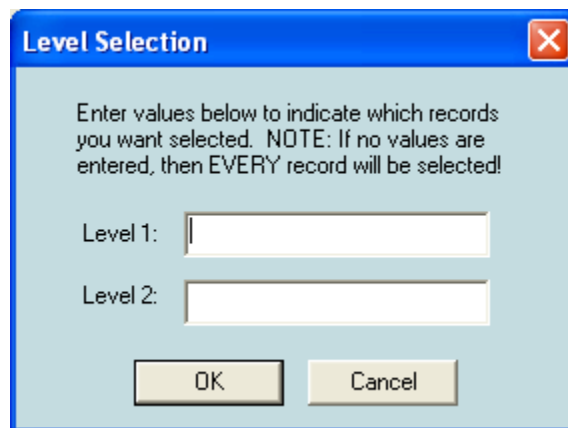 Level Selection
Enter values below to indicate which records
you want selected.  NOTE: If no values are
entered, then EVERY record will be selected!
Level 1:
Level 2:
OK Cancel